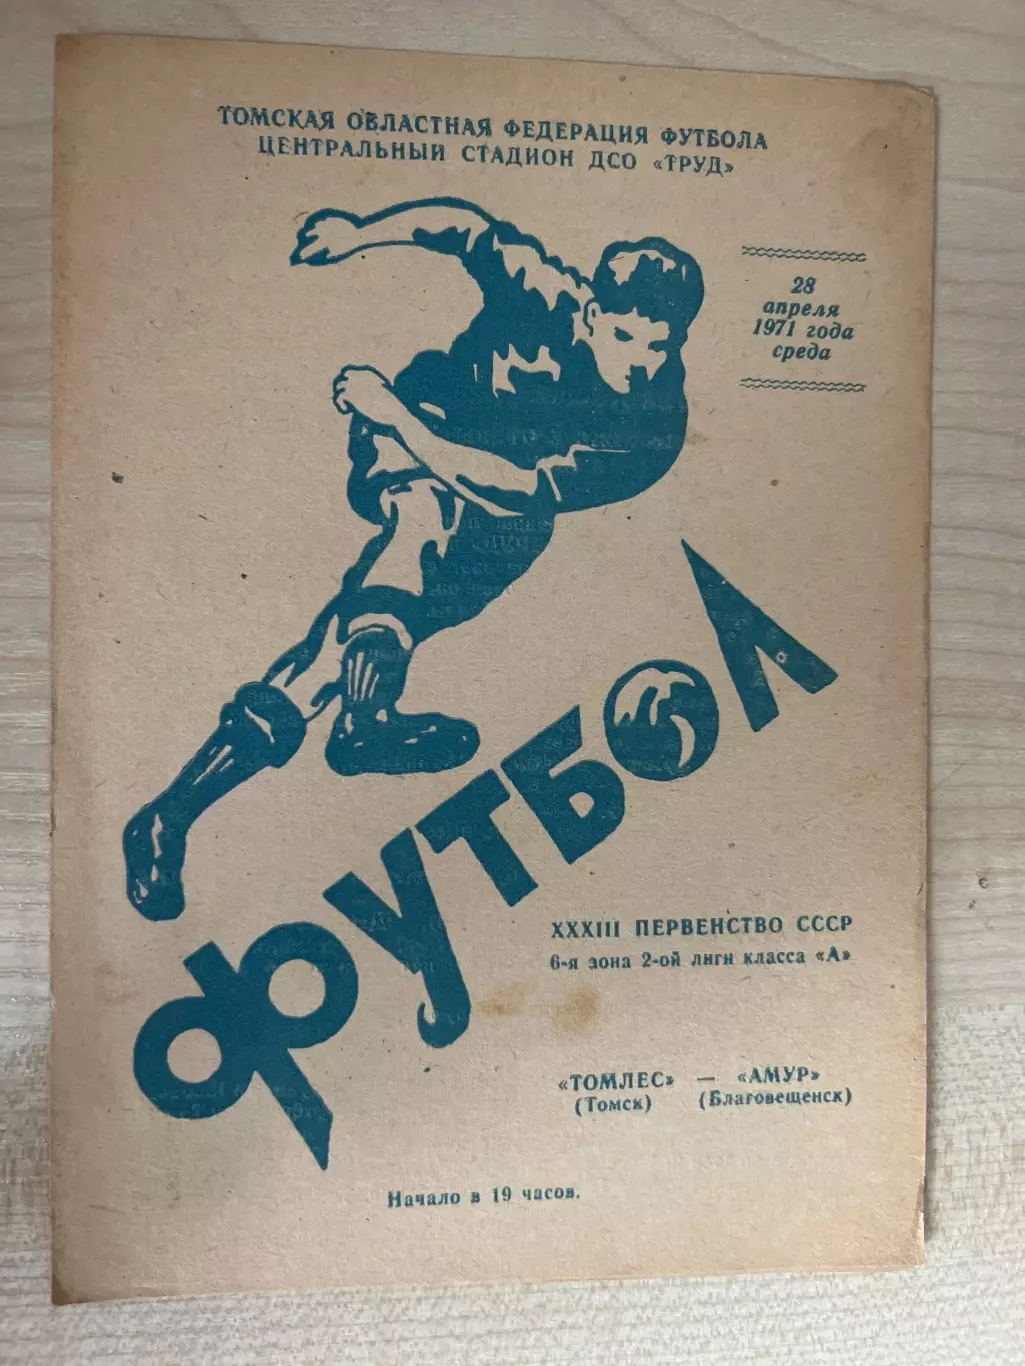 ТОМСКАЯ ОБЛАСТНАЯ ФЕДЕРАЦИЯ ФУТБОЛА
ЦЕНТРАЛЬНЫЙ СТАДИОН ДСО «ТРУД»
28
апреля
1971 года
среда
ФУТБОЛ
XXXIII ПЕРВЕНСТВО СССР
6-я зона 2-ой лиги класса «А»
«ТОМЛЕС» — «АМУР»
(Томск) (Благовещенск)
Начало в 19 часов.